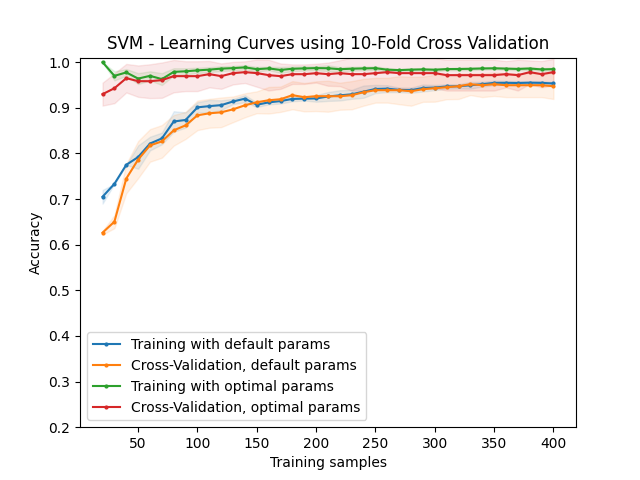 SVM - Learning Curves using 10-Fold Cross Validation
1.0
0.9
0.8
0.7
0.6
0.5
0.4
0.3
0.2
Accuracy
Training with default params
Cross-Validation, default params
Training with optimal params
Cross-Validation, optimal params
50 100 150 200 250 300 350 400
Training samples